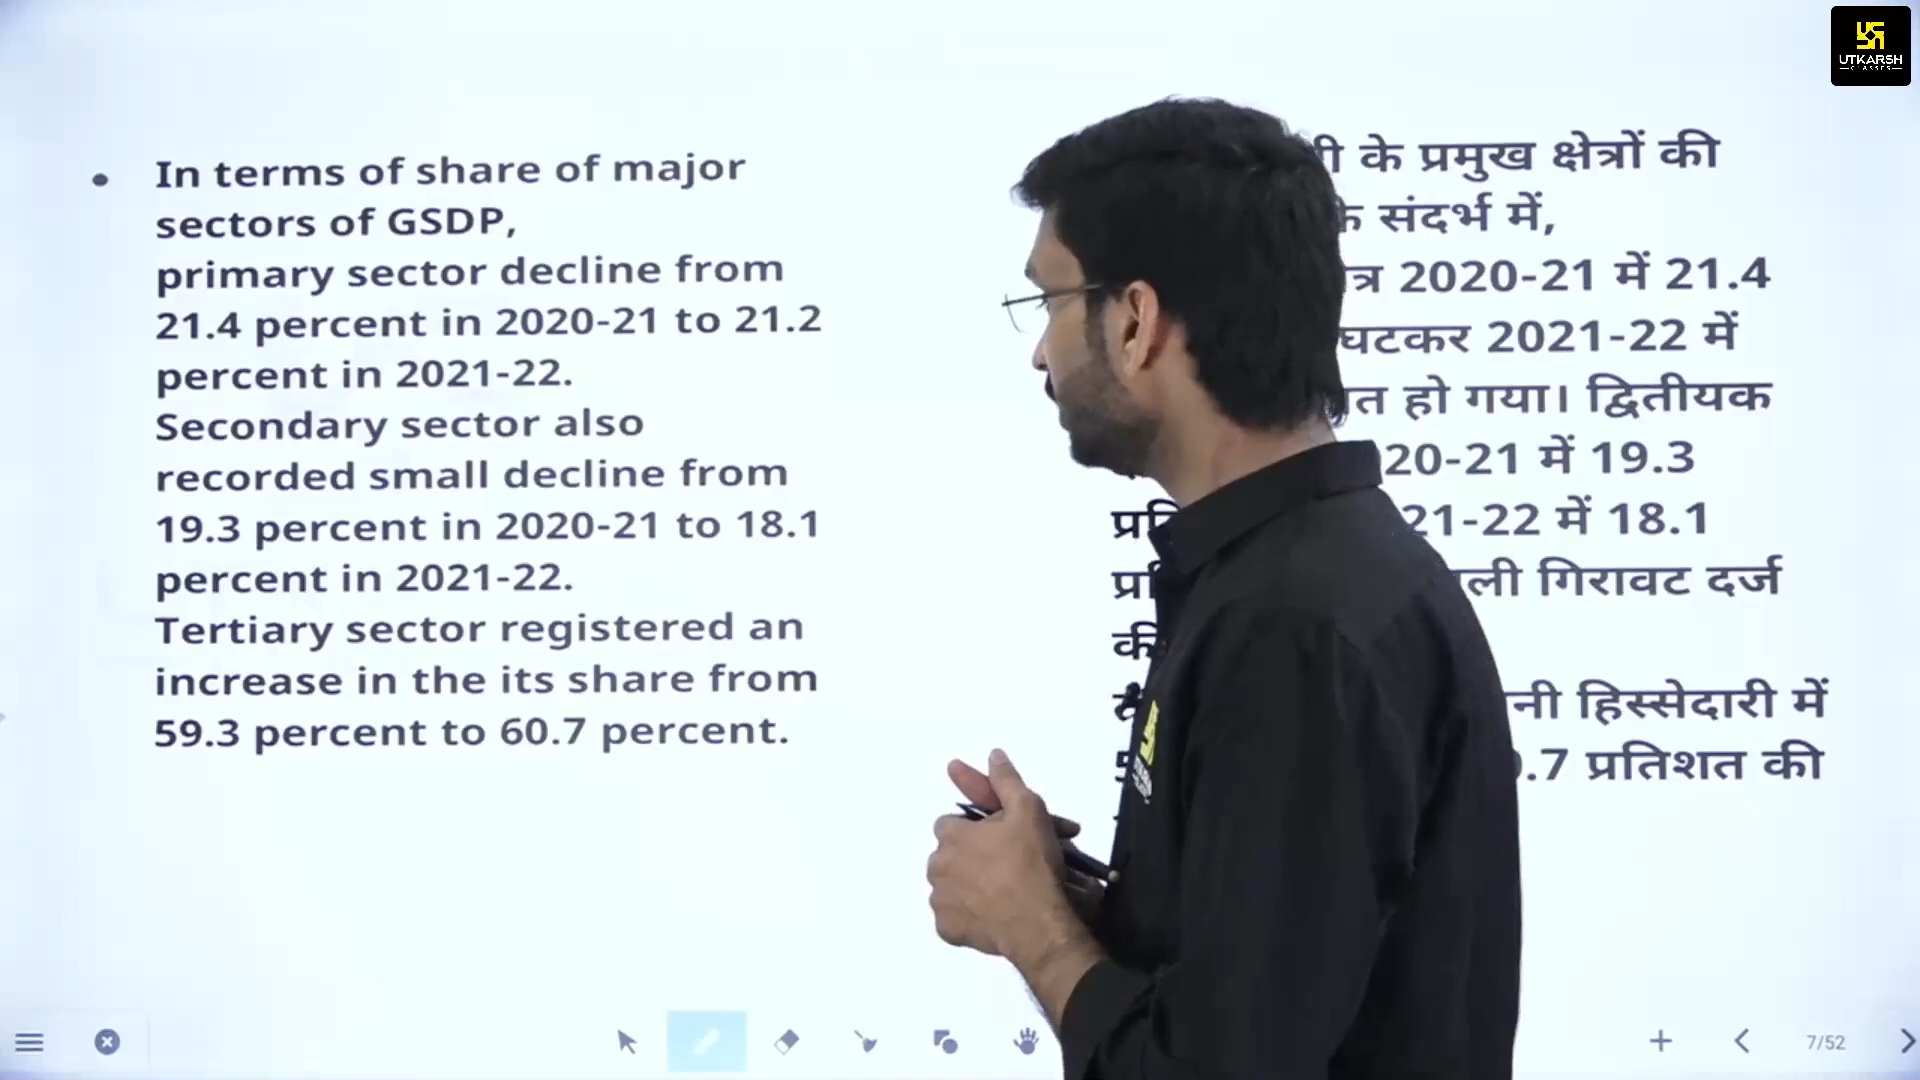 UTKARSH
CLASSES
In terms of share of major
sectors of GSDP,
primary sector decline from
21.4 percent in 2020-21 to 21.2
percent in 2021-22.
Secondary sector also
recorded small decline from
19.3 percent in 2020-21 to 18.1
percent in 2021-22.
Tertiary sector registered an
increase in the its share from
59.3 percent to 60.7 percent.
के प्रमुख क्षेत्रों की
संदर्भ में,
2020-21 में 21.4
घटकर 2021-22 में
हो गया। द्वितीयक
20-21 में 19.3
21-22 में 18.1
गिरावट दर्ज
की
हिस्सेदारी में
.7 प्रतिशत की
7/52